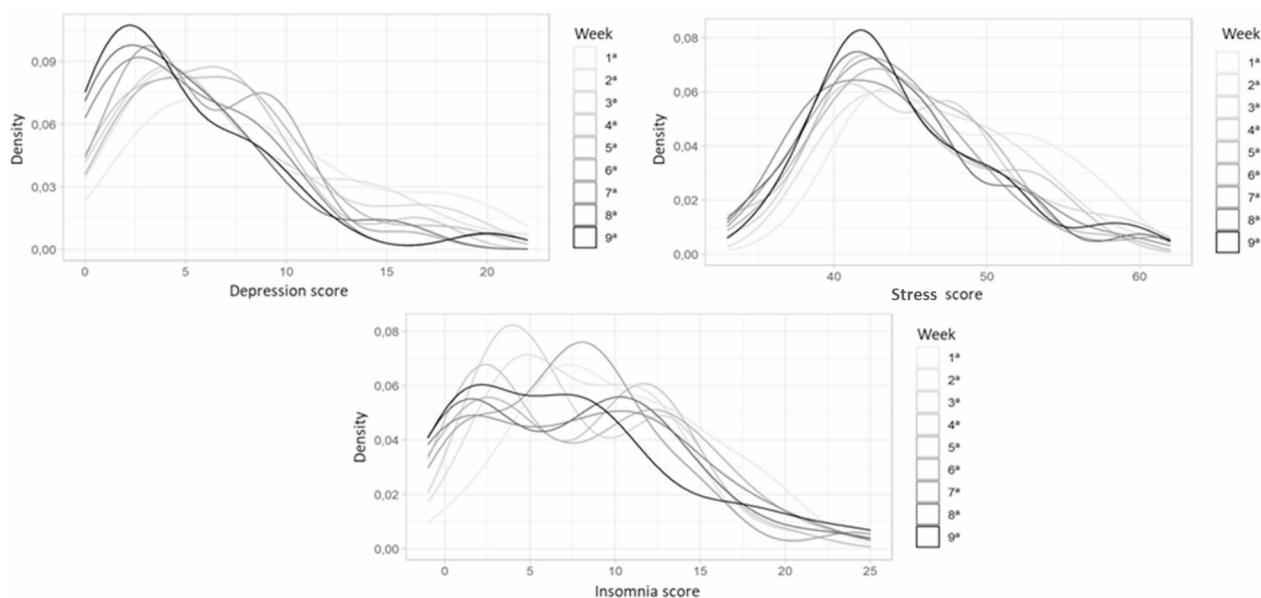 Density
0,09
0,06
0,03
0,00
0 5 10 15 20
Depression score
Week
1ª
2ª
3ª
4ª
5ª
6ª
7ª
8ª
9ª
Density
0,08
0,06
0,04
0,02
0,00
40 50 60
Stress score
Week
1ª
2ª
3ª
4ª
5ª
6ª
7ª
8ª
9ª
Density
0,08
0,06
0,04
0,02
0,00
0 5 10 15 20 25
Insomnia score
Week
1ª
2ª
3ª
4ª
5ª
6ª
7ª
8ª
9ª